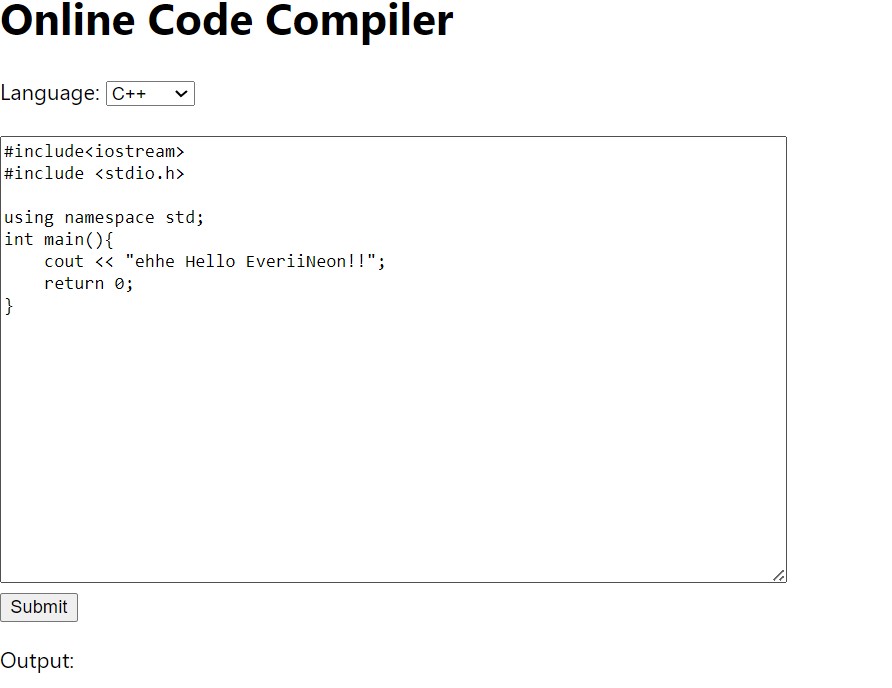 Online Code Compiler
Language: C++
#include<iostream>
#include <stdio.h>
using namespace std;
int main(){
    cout << "ehhe Hello EveriiNeon!!";
    return 0;
}
Submit
Output: